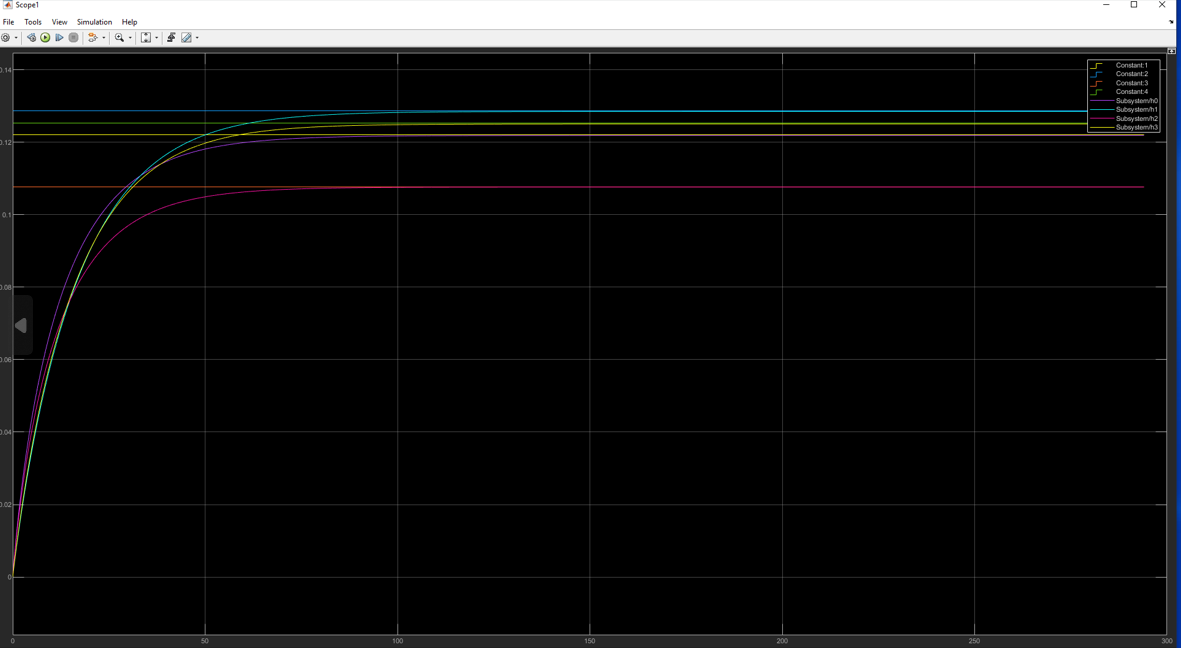 Scope1
File Tools View Simulation Help
0.14
0.12
0.1
0.08
0.06
0.04
0.02
0
Constant:1
Constant:2
Constant:3
Constant:4
Subsystem/h0
Subsystem/h1
Subsystem/h2
Subsystem/h3
0 50 100 150 200 250 300